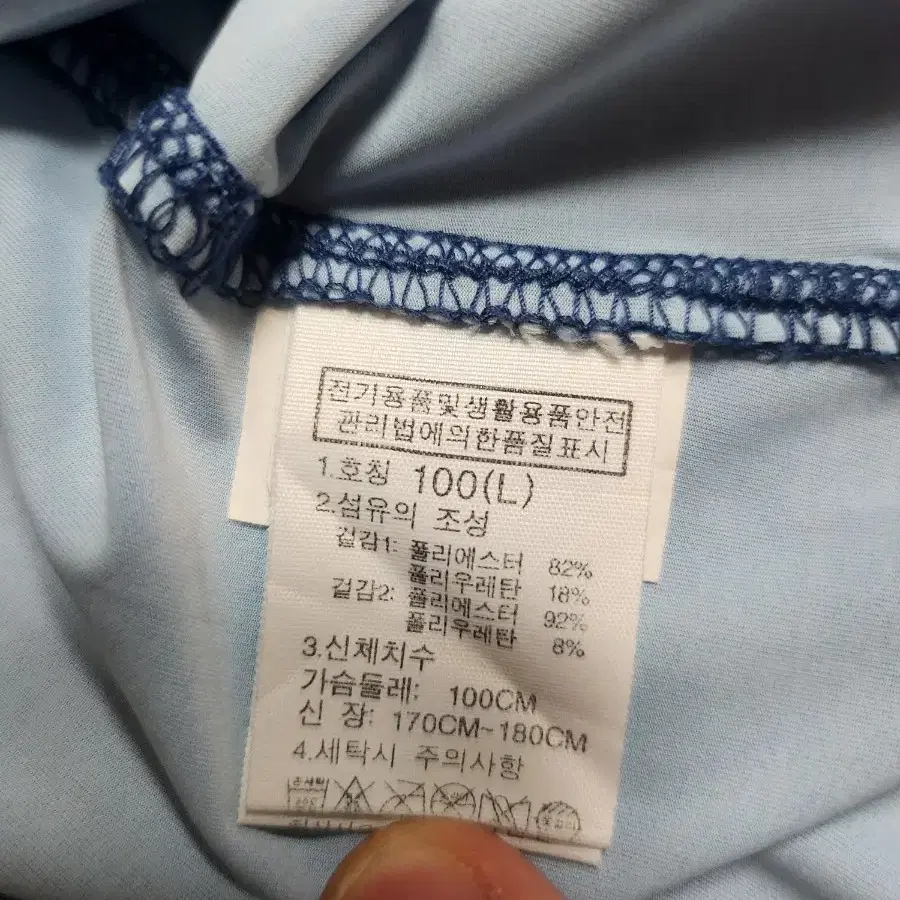 전기용품및생활용품안전
관리법에의한품질표시
1.호칭 100(L)
2.섬유의 조성
겉감1: 폴리에스터 82%
폴리우레탄 18%
겉감2: 폴리에스터 92%
폴리우레탄 8%
3.신체치수
가슴둘레: 100CM
신 장: 170CM~180CM
4.세탁시 주의사항